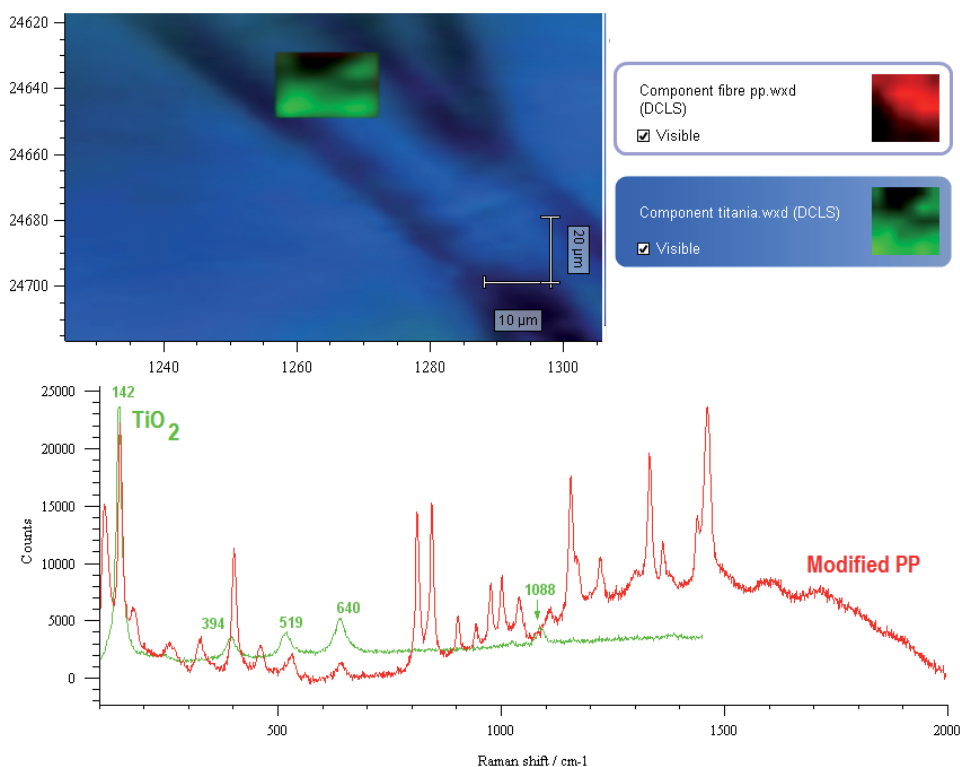 24620
24640
24660
24680
24700
1240
1260
1280
1300
20 µm
10 µm
Component fibre pp.wxd
(DCLS)
Visible
Component titania.wxd (DCLS)
Visible
25000
20000
15000
10000
5000
0
Counts
142
TiO2
394
519
640
1088
Modified PP
500
1000
1500
2000
Raman shift / cm-1